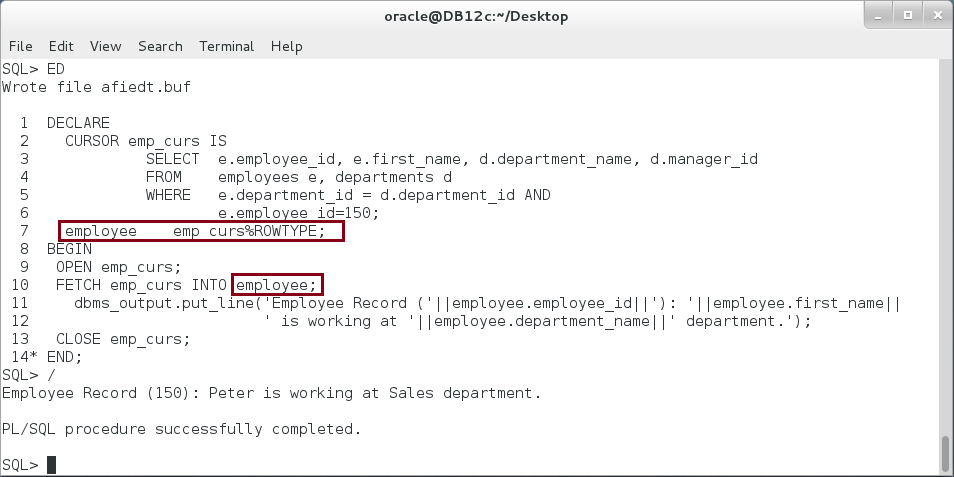 oracle@DB12c:~/Desktop
File Edit View Search Terminal Help
SQL> ED
Wrote file afiedt.buf
1 DECLARE
2 CURSOR emp_curs IS
3 SELECT e.employee_id, e.first_name, d.department_name, d.manager_id
4 FROM employees e, departments d
5 WHERE e.department_id = d.department_id AND
6 e.employee_id=150;
7 employee emp_curs%ROWTYPE;
8 BEGIN
9 OPEN emp_curs;
10 FETCH emp_curs INTO employee;
11 dbms_output.put_line('Employee Record ('||employee.employee_id||'): '||employee.first_name||
12 ' is working at '||employee.department_name||' department.');
13 CLOSE emp_curs;
14* END;
SQL> /
Employee Record (150): Peter is working at Sales department.
PL/SQL procedure successfully completed.
SQL>